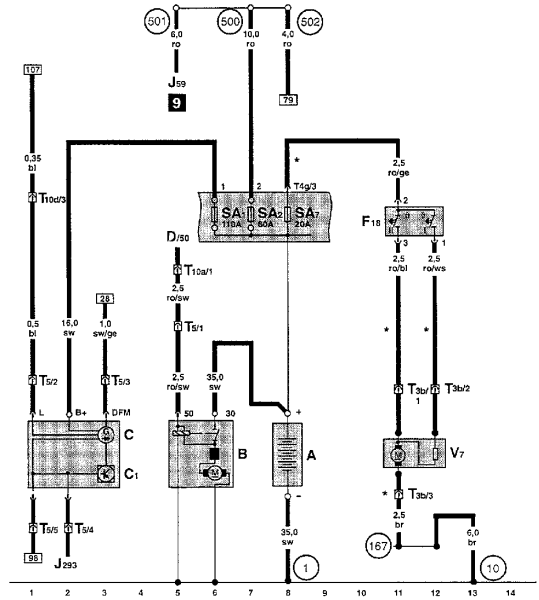 501
500
502
6,0
ro
10,0
ro
4,0
ro
J59
9
79
107
0,35
bl
T10d/3
*
2,5
ro/ge
1
2
T4g/3
2
SA1
110A
SA2
60A
SA7
20A
F18
3
1
D/50
T10a/1
2,5
ro/sw
T5/1
28
0,5
bl
16,0
sw
1,0
sw/ge
2,5
ro/bl
2,5
ro/ws
*
*
T5/2
T5/3
2,5
ro/sw
35,0
sw
T3b/
1
T3b/2
L
B+
DFM
50
30
+
C
G
C1
B
M
A
M
V7
-
T5/5
T5/4
98
J293
35,0
sw
*
T3b/3
2,5
br
6,0
br
167
1
10
1 2 3 4 5 6 7 8 9 10 11 12 13 14